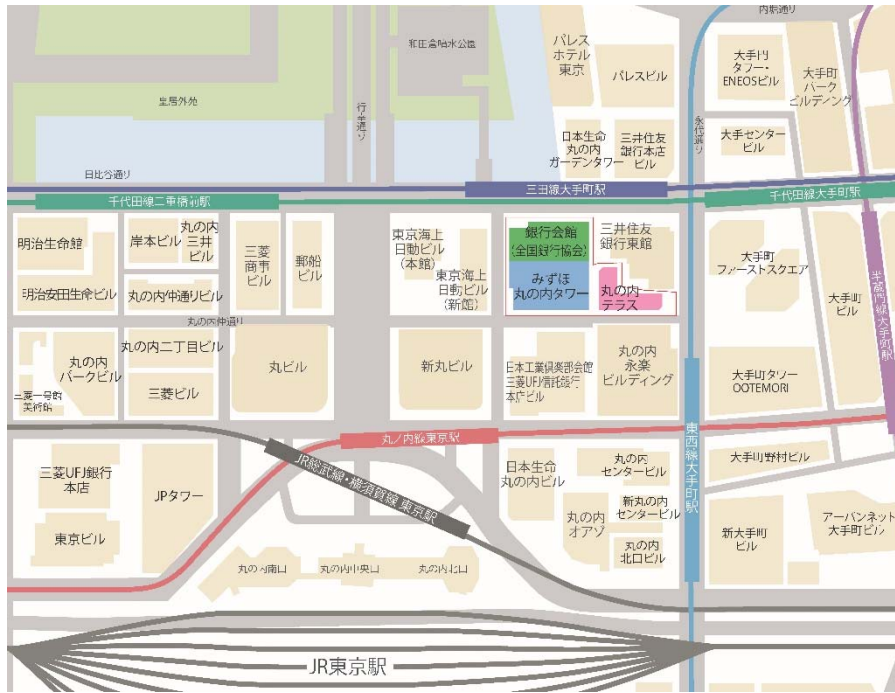 内堀通り
和田倉噴水公園
パレス
ホテル
東京
パレスビル
大手門
タワー・
ENEOSビル
大手町
パーク
ビルディング
皇居外苑
行幸通り
永代通り
日本生命
丸の内
ガーデンタワー
三井住友
銀行本店
ビル
大手センター
ビル
日比谷通り
三田線大手町駅
千代田線二重橋前駅
千代田線大手町駅
明治生命館
岸本ビル
丸の内
三井
ビル
三菱
商事
ビル
郵船
ビル
東京海上
日動ビル
(本館)
東京海上
日動ビル
(新館)
銀行会館
(全国銀行協会)
みずほ
丸の内タワー
三井住友
銀行東館
丸の内
テラス
大手町
ファーストスクエア
大手町
ビル
半蔵門線大手町駅
明治安田生命ビル
丸の内仲通りビル
丸の内仲通り
丸の内
パークビル
三菱一号館
美術館
丸の内二丁目ビル
三菱ビル
丸ビル
新丸ビル
日本工業倶楽部会館
三菱UFJ信託銀行
本店ビル
丸の内
永楽
ビルディング
大手町タワー
OOTEMORI
丸ノ内線東京駅
東西線大手町駅
JR総武線・横須賀線 東京駅
三菱UFJ銀行
本店
東京ビル
JPタワー
日本生命
丸の内ビル
丸の内
センタービル
新丸の内
センタービル
丸の内
オアゾ
丸の内
北口ビル
大手町野村ビル
新大手町
ビル
アーバンネット
大手町ビル
丸の内南口
丸の内中央口
丸の内北口
JR東京駅